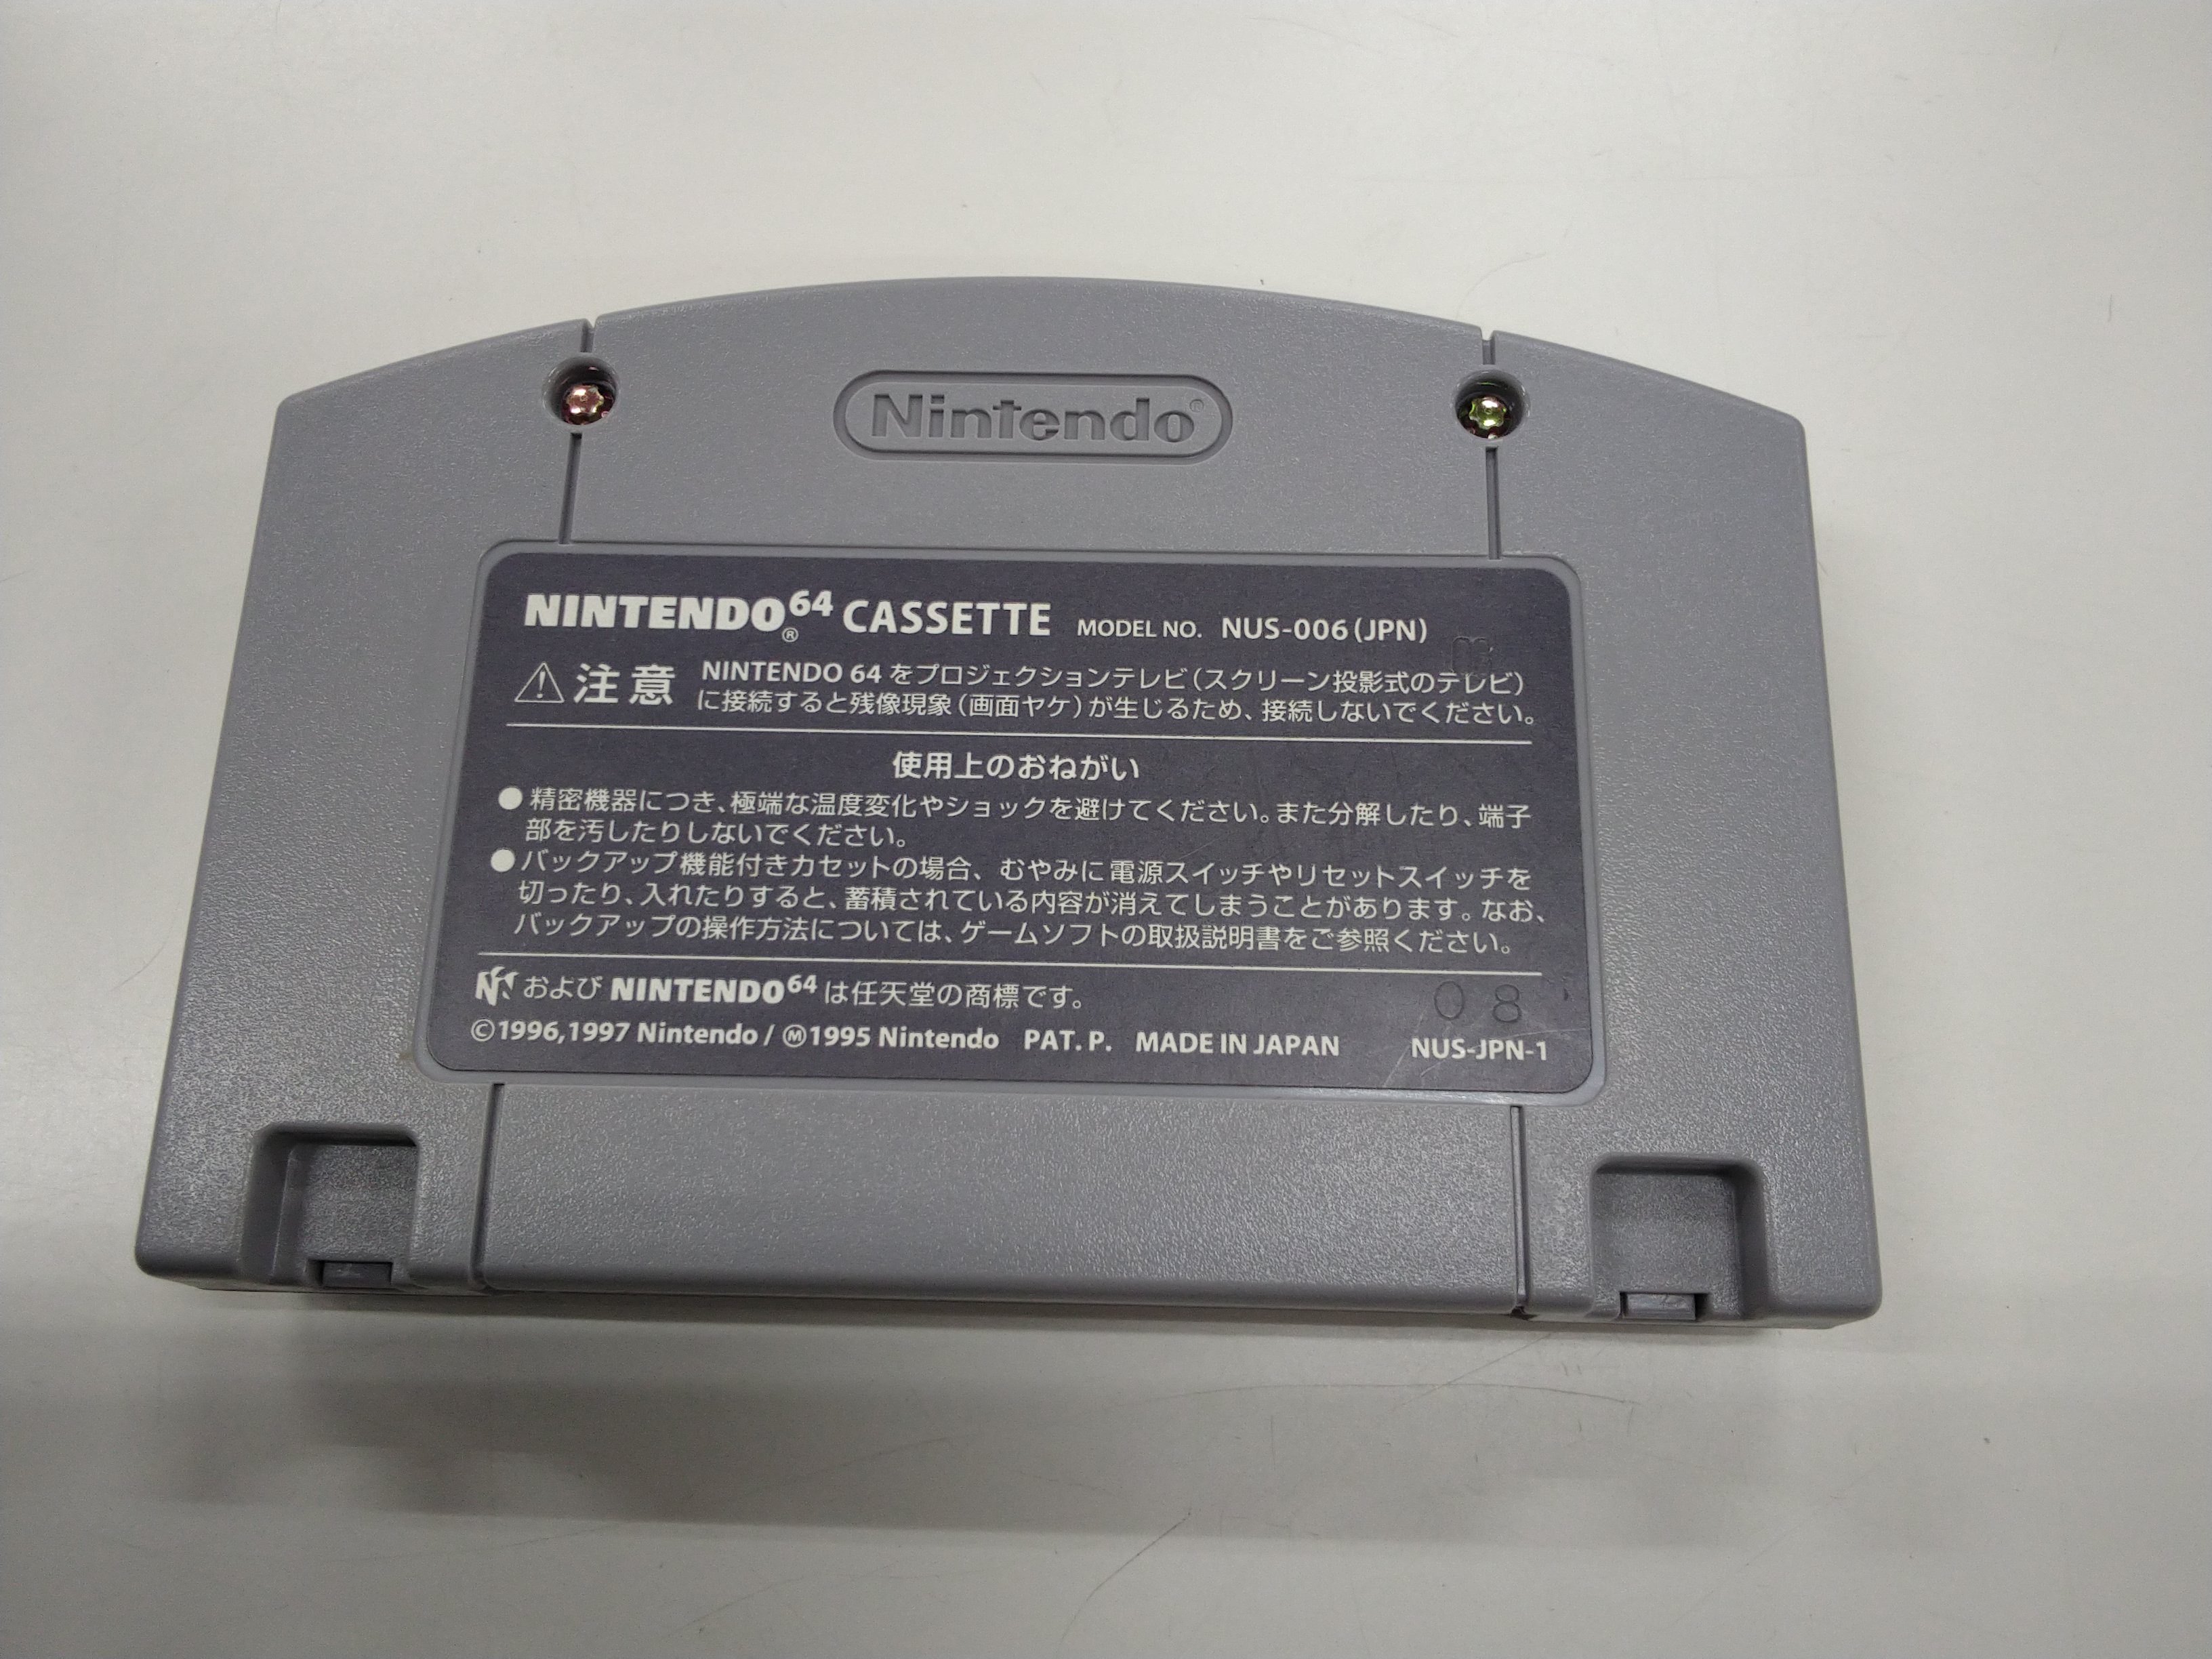 Nintendo®
NINTENDO64® CASSETTE MODEL NO. NUS-006(JPN)
⚠注意 NINTENDO 64 をプロジェクションテレビ(スクリーン投影式のテレビ)
に接続すると残像現象(画面ヤケ)が生じるため、接続しないでください。
使用上のおねがい
●精密機器につき、極端な温度変化やショックを避けてください。また分解したり、端子
部を汚したりしないでください。
●バックアップ機能付きカセットの場合、むやみに電源スイッチやリセットスイッチを
切ったり、入れたりすると、蓄積されている内容が消えてしまうことがあります。なお、
バックアップの操作方法については、ゲームソフトの取扱説明書をご参照ください。
および NINTENDO64 は任天堂の商標です。
08
©1996,1997 Nintendo / Ⓜ1995 Nintendo PAT. P. MADE IN JAPAN NUS-JPN-1